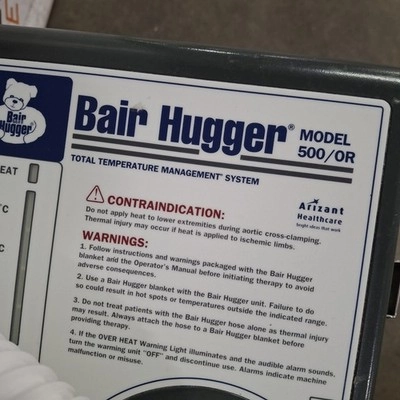 Bair Hugger
Bair Hugger® MODEL 500/OR
TOTAL TEMPERATURE MANAGEMENT SYSTEM
EAT
TC
C
CONTRAINDICATION:
Do not apply heat to lower extremities during aortic cross-clamping.
Thermal injury may occur if heat is applied to ischemic limbs.
Arizant
Healthcare
bright ideas that work
WARNINGS:
1. Follow instructions and warnings packaged with the Bair Hugger
blanket and the Operator's Manual before initiating therapy to avoid
adverse consequences.
2. Use a Bair Hugger blanket with the Bair Hugger unit. Failure to do
so could result in hot spots or temperatures outside the indicated range.
3. Do not treat patients with the Bair Hugger hose alone as thermal injury
may result. Always attach the hose to a Bair Hugger blanket before
providing therapy.
4. If the OVER HEAT Warning Light illuminates and the audible alarm sounds,
turn the warming unit "OFF" and discontinue use. Alarms indicate machine
malfunction or misuse.